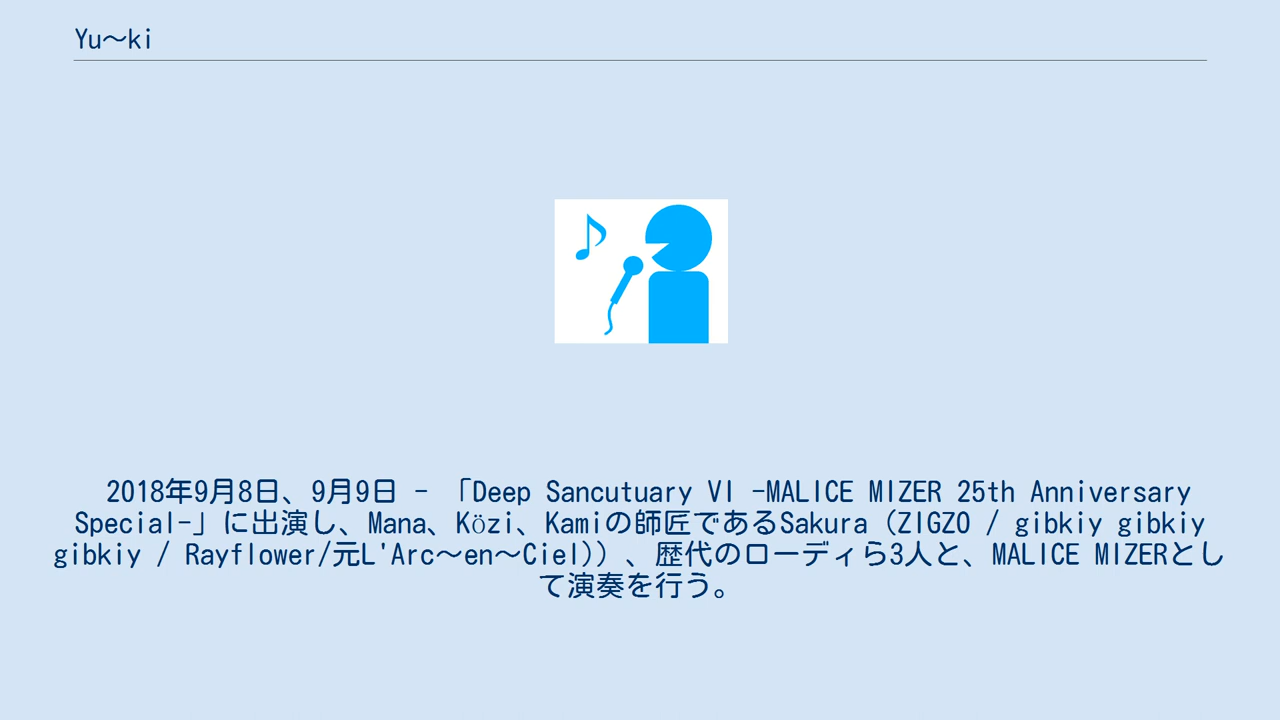 Yu～ki
2018年9月8日、9月9日 - 「Deep Sancutuary VI -MALICE MIZER 25th Anniversary
Special-」に出演し、Mana、Közi、Kamiの師匠であるSakura（ZIGZO / gibkiy gibkiy
gibkiy / Rayflower/元L'Arc～en～Ciel)）、歴代のローディら3人と、MALICE MIZERとし
て演奏を行う。